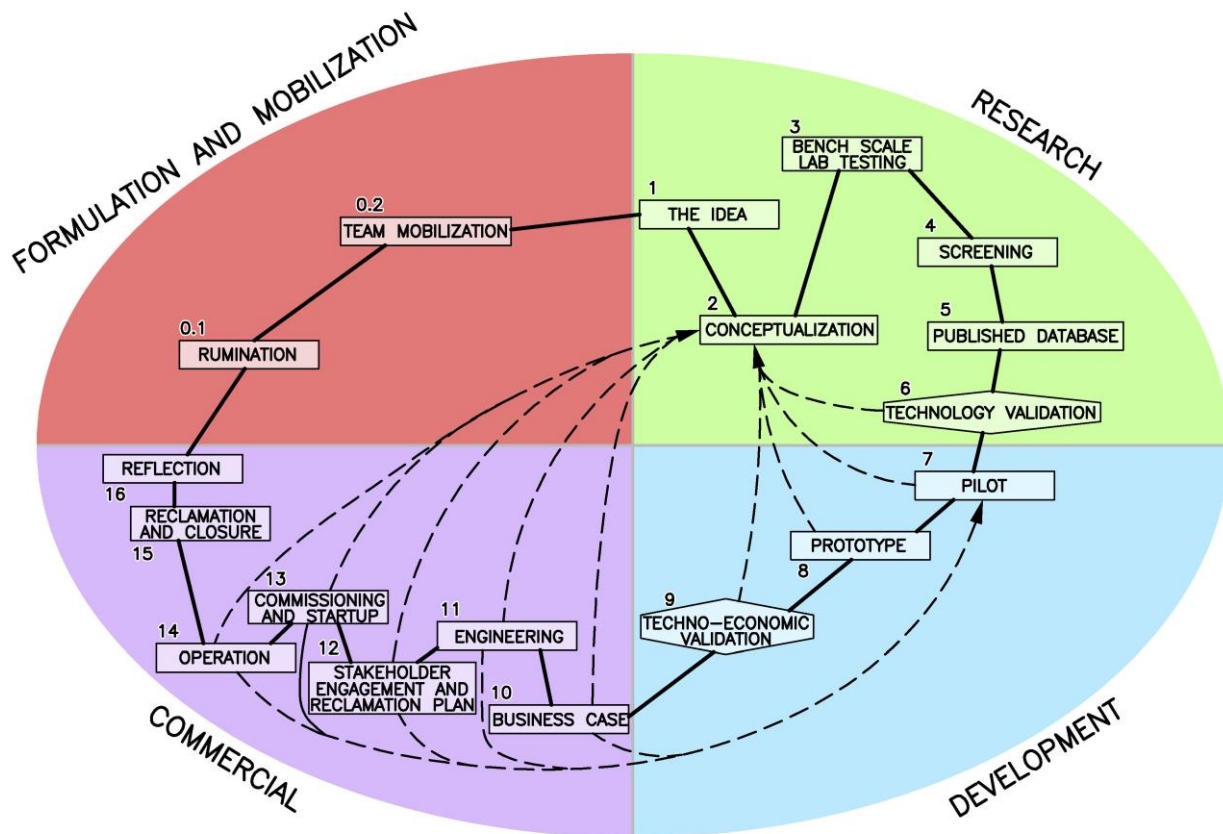 FORMULATION AND MOBILIZATION
RESEARCH
3
BENCH SCALE
LAB TESTING
1
THE IDEA
0.2
TEAM MOBILIZATION
4
SCREENING
2
CONCEPTUALIZATION
5
PUBLISHED DATABASE
0.1
RUMINATION
6
TECHNOLOGY VALIDATION
REFLECTION
16
7
PILOT
RECLAMATION
AND CLOSURE
15
PROTOTYPE
8
13
COMMISSIONING
AND STARTUP
14
OPERATION
11
ENGINEERING
12
STAKEHOLDER
ENGAGEMENT AND
RECLAMATION PLAN
9
TECHNO-ECONOMIC
VALIDATION
10
BUSINESS CASE
COMMERCIAL
DEVELOPMENT